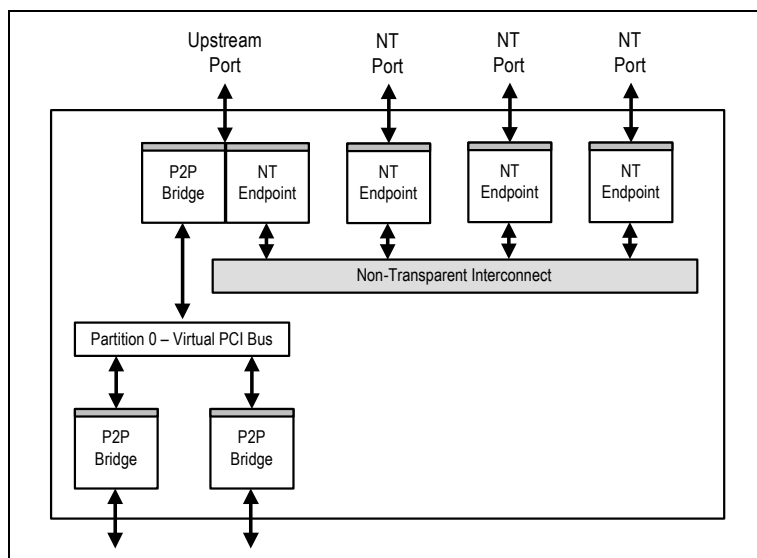 Upstream
Port
NT
Port
NT
Port
NT
Port
P2P
Bridge
NT
Endpoint
NT
Endpoint
NT
Endpoint
NT
Endpoint
Non-Transparent Interconnect
Partition 0 – Virtual PCI Bus
P2P
Bridge
P2P
Bridge